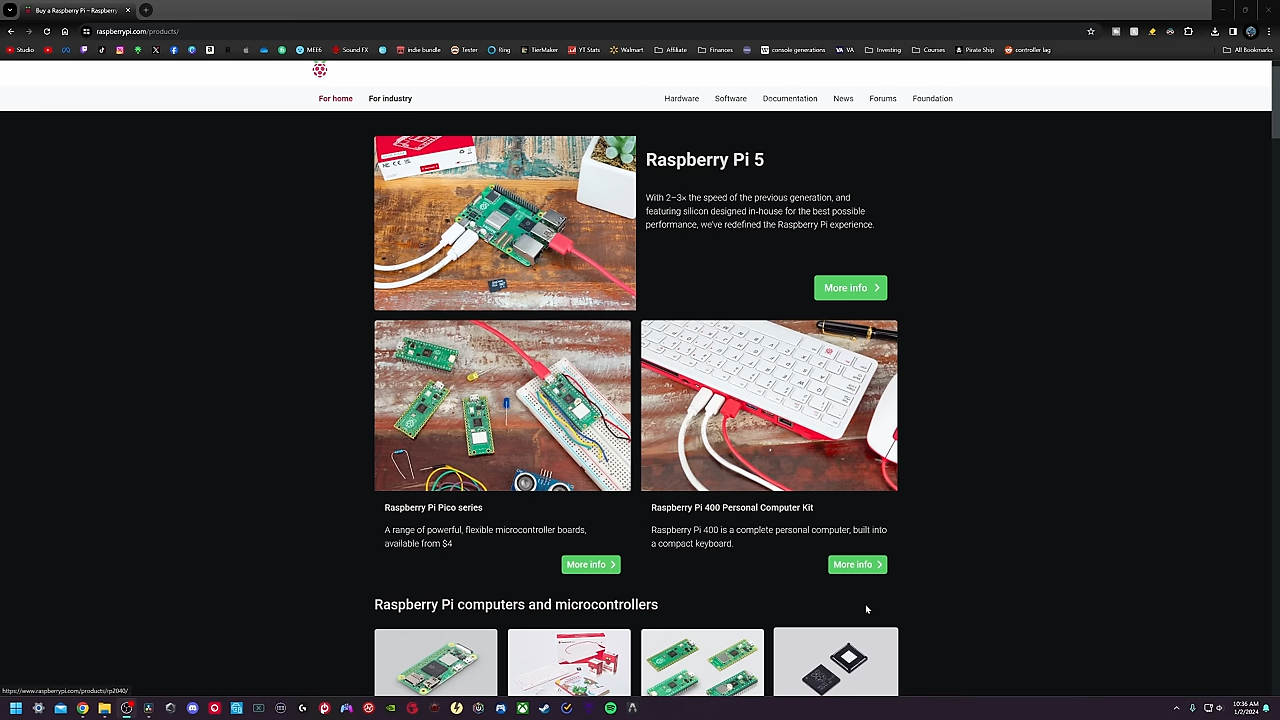 Buy a Raspberry Pi – Raspberry
raspberrypi.com/products/
Studio
MEE6
Sound FX
indie bundle
Tester
Ring
TierMaker
YT Stats
Walmart
Affiliate
Finances
console generations
VA
Investing
Courses
Pirate Ship
controller lag
All Bookmarks
For home
For industry
Hardware
Software
Documentation
News
Forums
Foundation
Raspberry Pi 5
With 2–3× the speed of the previous generation, and
featuring silicon designed in-house for the best possible
performance, we've redefined the Raspberry Pi experience.
More info
Raspberry Pi Pico series
A range of powerful, flexible microcontroller boards,
available from $4
More info
Raspberry Pi 400 Personal Computer Kit
Raspberry Pi 400 is a complete personal computer, built into
a compact keyboard.
More info
Raspberry Pi computers and microcontrollers
https://www.raspberrypi.com/products/rp2040/
10:36 AM
1/2/2024